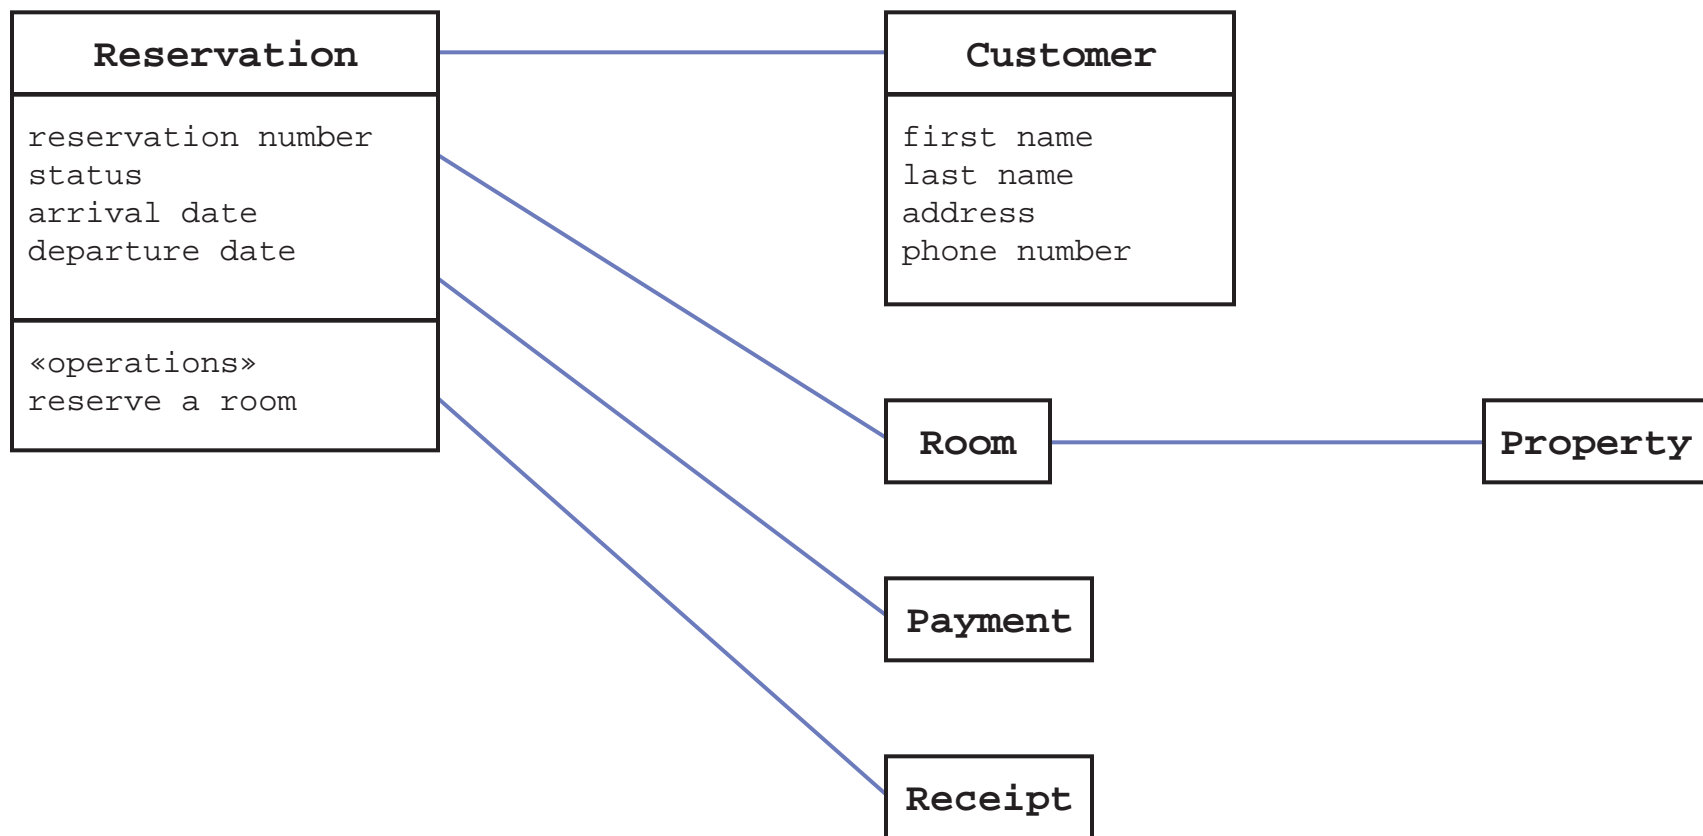 Reservation
reservation number
status
arrival date
departure date
«operations»
reserve a room
Customer
first name
last name
address
phone number
Room
Property
Payment
Receipt